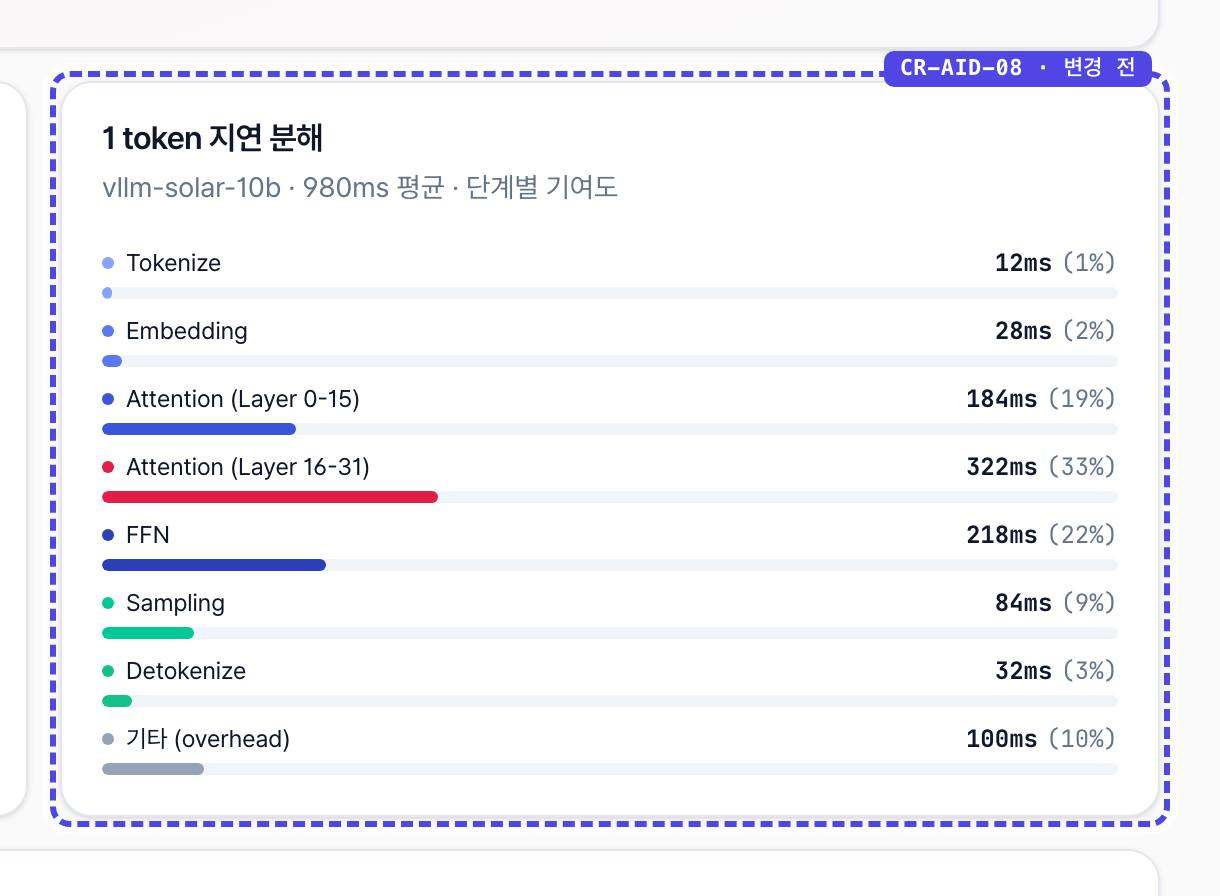 CR-AID-08 · 변경 전
1 token 지연 분해
vllm-solar-10b · 980ms 평균 · 단계별 기여도
Tokenize 12ms (1%)
Embedding 28ms (2%)
Attention (Layer 0-15) 184ms (19%)
Attention (Layer 16-31) 322ms (33%)
FFN 218ms (22%)
Sampling 84ms (9%)
Detokenize 32ms (3%)
기타 (overhead) 100ms (10%)